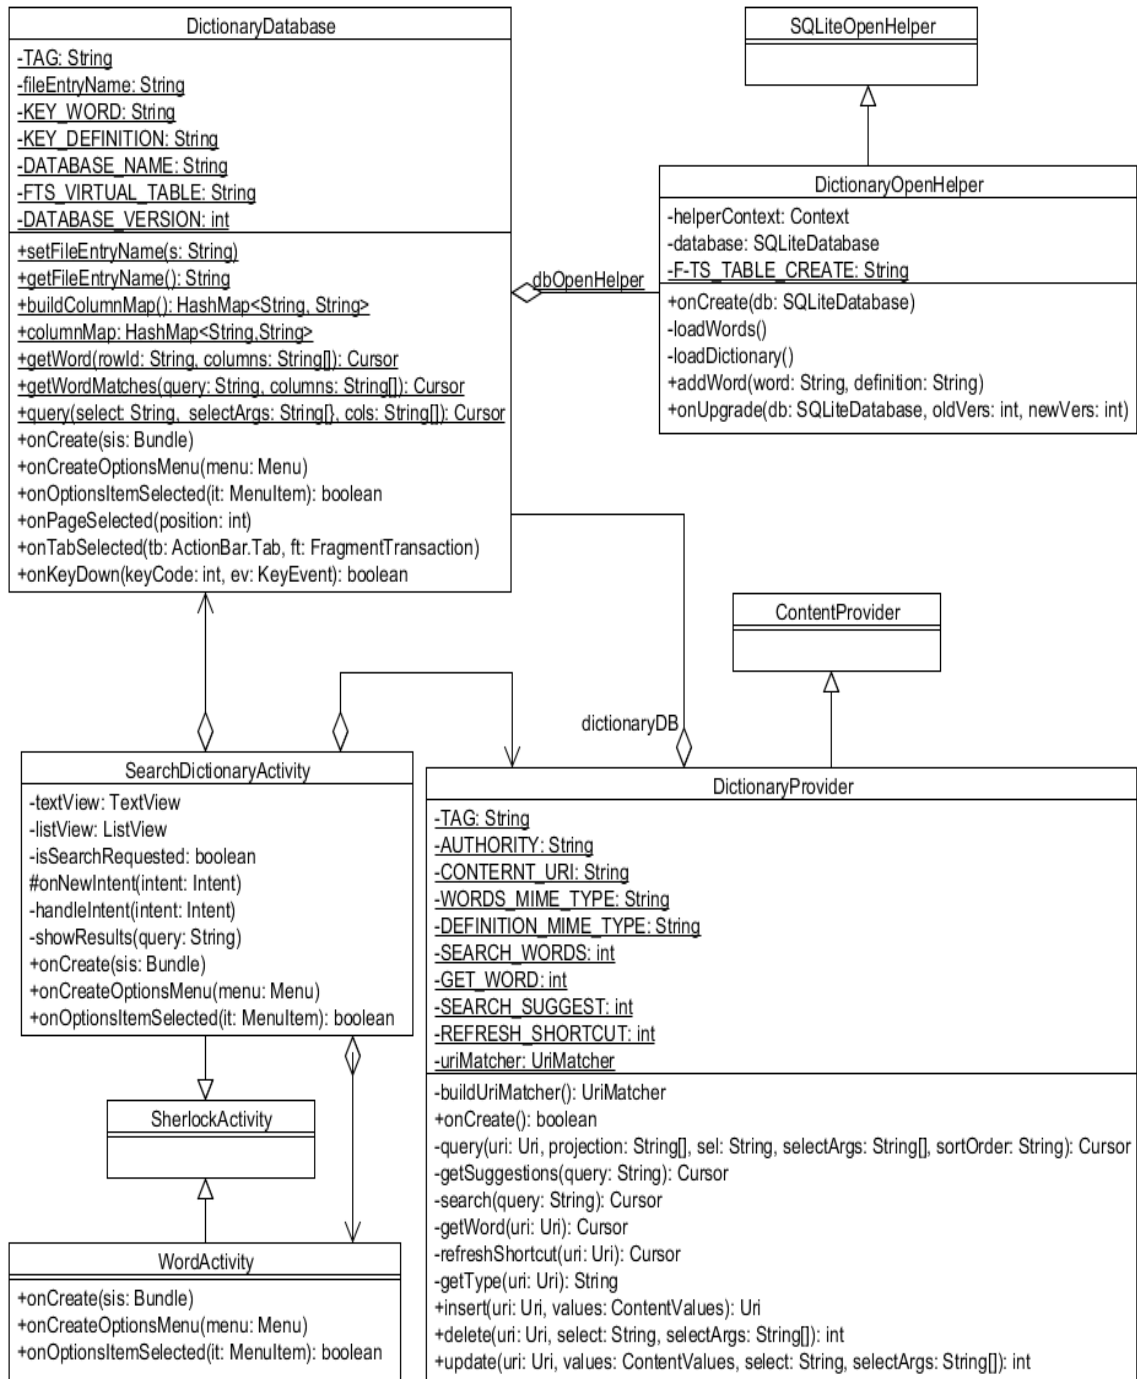 DictionaryDatabase
-TAG: String
-fileEntryName: String
-KEY_WORD: String
-KEY_DEFINITION: String
-DATABASE_NAME: String
-FTS_VIRTUAL_TABLE: String
-DATABASE_VERSION: int
+setFileEntryName(s: String)
+getFileEntryName(): String
+buildColumnMap(): HashMap<String, String>
+columnMap: HashMap<String,String>
+getWord(rowId: String, columns: String[]): Cursor
+getWordMatches(query: String, columns: String[]): Cursor
+query(select: String, selectArgs: String[}, cols: String[]): Cursor
+onCreate(sis: Bundle)
+onCreateOptionsMenu(menu: Menu)
+onOptionsItemSelected(it: MenuItem): boolean
+onPageSelected(position: int)
+onTabSelected(tb: ActionBar.Tab, ft: FragmentTransaction)
+onKeyDown(keyCode: int, ev: KeyEvent): boolean
SQLiteOpenHelper
DictionaryOpenHelper
-helperContext: Context
-database: SQLiteDatabase
-F-TS_TABLE_CREATE: String
+onCreate(db: SQLiteDatabase)
-loadWords()
-loadDictionary()
+addWord(word: String, definition: String)
+onUpgrade(db: SQLiteDatabase, oldVers: int, newVers: int)
dbOpenHelper
ContentProvider
dictionaryDB
SearchDictionaryActivity
-textView: TextView
-listView: ListView
-isSearchRequested: boolean
#onNewIntent(intent: Intent)
-handleIntent(intent: Intent)
-showResults(query: String)
+onCreate(sis: Bundle)
+onCreateOptionsMenu(menu: Menu)
+onOptionsItemSelected(it: MenuItem): boolean
SherlockActivity
WordActivity
+onCreate(sis: Bundle)
+onCreateOptionsMenu(menu: Menu)
+onOptionsItemSelected(it: MenuItem): boolean
DictionaryProvider
-TAG: String
-AUTHORITY: String
-CONTERNT_URI: String
-WORDS_MIME_TYPE: String
-DEFINITION_MIME_TYPE: String
-SEARCH_WORDS: int
-GET_WORD: int
-SEARCH_SUGGEST: int
-REFRESH_SHORTCUT: int
-uriMatcher: UriMatcher
-buildUriMatcher(): UriMatcher
+onCreate(): boolean
-query(uri: Uri, projection: String[], sel: String, selectArgs: String[], sortOrder: String): Cursor
-getSuggestions(query: String): Cursor
-search(query: String): Cursor
-getWord(uri: Uri): Cursor
-refreshShortcut(uri: Uri): Cursor
-getType(uri: Uri): String
+insert(uri: Uri, values: ContentValues): Uri
+delete(uri: Uri, select: String, selectArgs: String[]): int
+update(uri: Uri, values: ContentValues, select: String, selectArgs: String[]): int